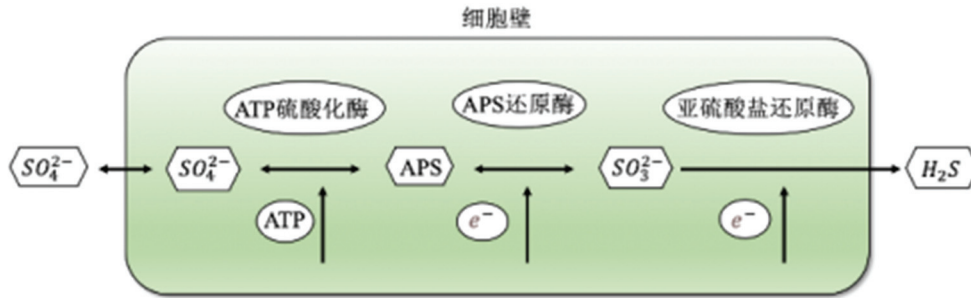 细胞壁
ATP硫酸化酶
APS还原酶
亚硫酸盐还原酶
SO₄²⁻
SO₄²⁻
APS
SO₃²⁻
H₂S
ATP
e⁻
e⁻